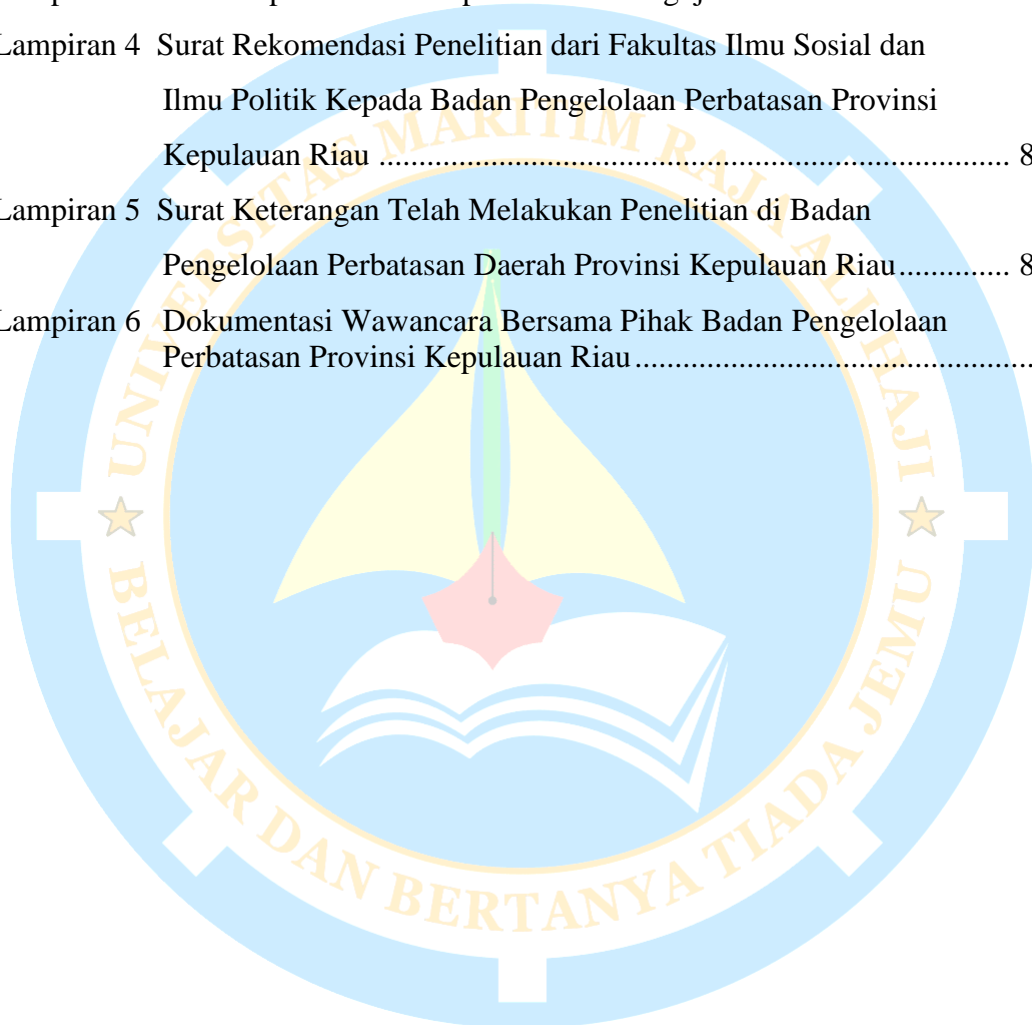 Lampiran 4 Surat Rekomendasi Penelitian dari Fakultas Ilmu Sosial dan
Ilmu Politik Kepada Badan Pengelolaan Perbatasan Provinsi
Kepulauan Riau ............................................................................. 8
Lampiran 5 Surat Keterangan Telah Melakukan Penelitian di Badan
Pengelolaan Perbatasan Daerah Provinsi Kepulauan Riau.............. 8
Lampiran 6 Dokumentasi Wawancara Bersama Pihak Badan Pengelolaan
Perbatasan Provinsi Kepulauan Riau.................................................
UNIVERSITAS MARITIM RAJA ALI HAJI
BELAJAR DAN BERTANYA TIADA JEMU